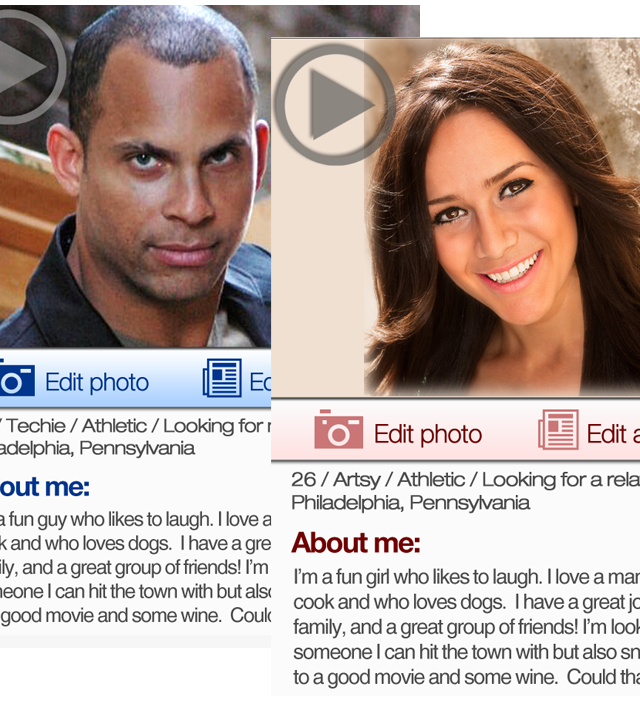 Edit photo
/ Techie / Athletic / Looking for
adelphia, Pennsylvania
out me:
a fun guy who likes to laugh. I love a
k and who loves dogs. I have a gre
ily, and a great group of friends! I'm
meone I can hit the town with but also
good movie and some wine. Could
Edit photo
Edit a
26 / Artsy / Athletic / Looking for a rela
Philadelphia, Pennsylvania
About me:
I'm a fun girl who likes to laugh. I love a man
cook and who loves dogs. I have a great jo
family, and a great group of friends! I'm look
someone I can hit the town with but also sn
to a good movie and some wine. Could tha